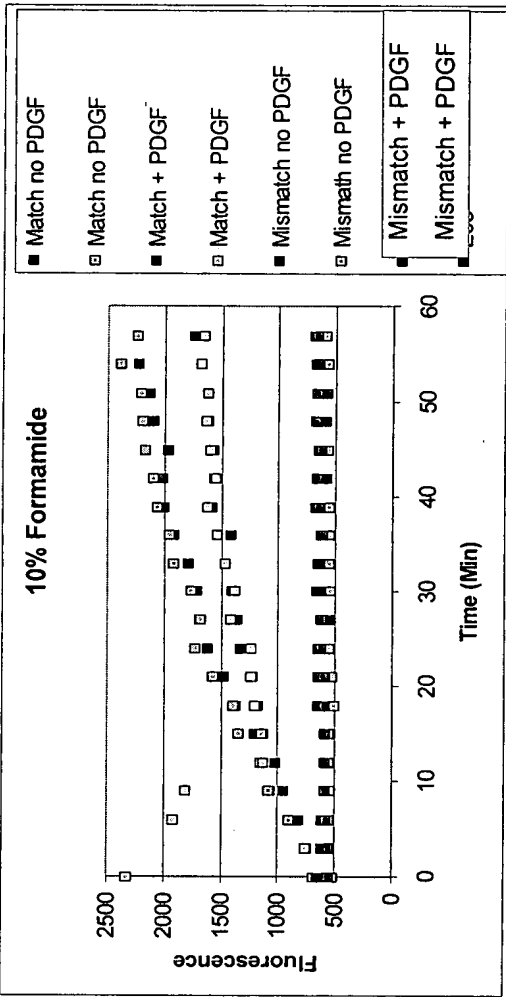 10% Formamide
Fluorescence
2500
2000
1500
1000
500
0
0
10
20
30
40
50
60
Time (Min)
Match no PDGF
Match no PDGF
Match + PDGF
Match + PDGF
Mismatch no PDGF
Mismath no PDGF
Mismatch + PDGF
Mismatch + PDGF